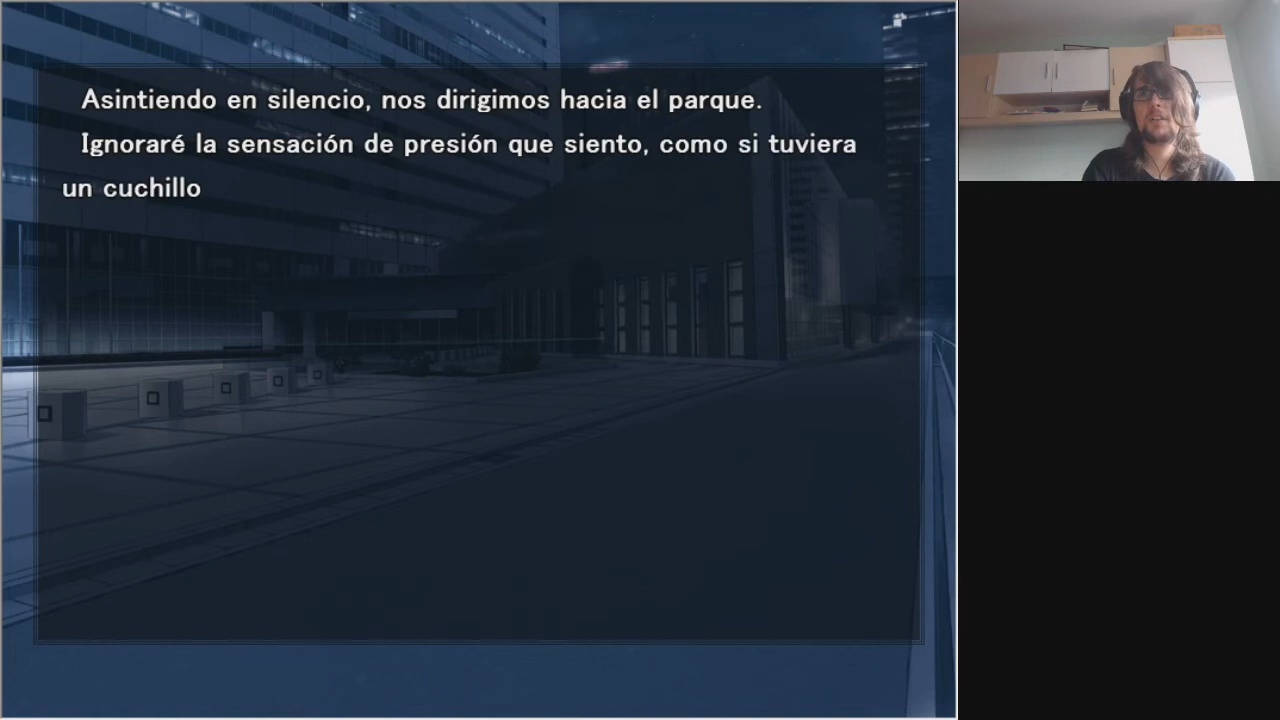 Asintiendo en silencio, nos dirigimos hacia el parque.
Ignoraré la sensación de presión que siento, como si tuviera
un cuchillo